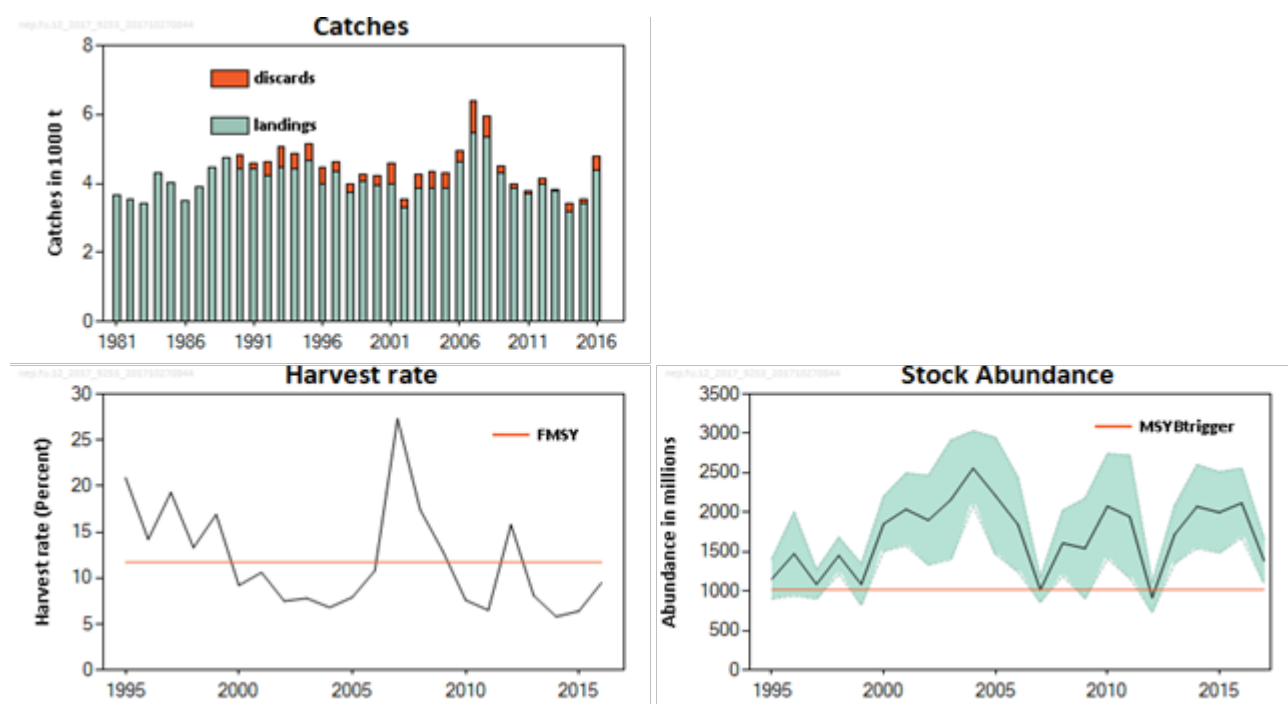 Catches
8
6
4
2
0
Catches in 1000 t
discards
landings
1981 1986 1991 1996 2001 2006 2011 2016
Harvest rate
30
25
20
15
10
5
0
Harvest rate (Percent)
FMSY
1995 2000 2005 2010 2015
Stock Abundance
3500
3000
2500
2000
1500
1000
500
0
Abundance in millions
MSYBtrigger
1995 2000 2005 2010 2015